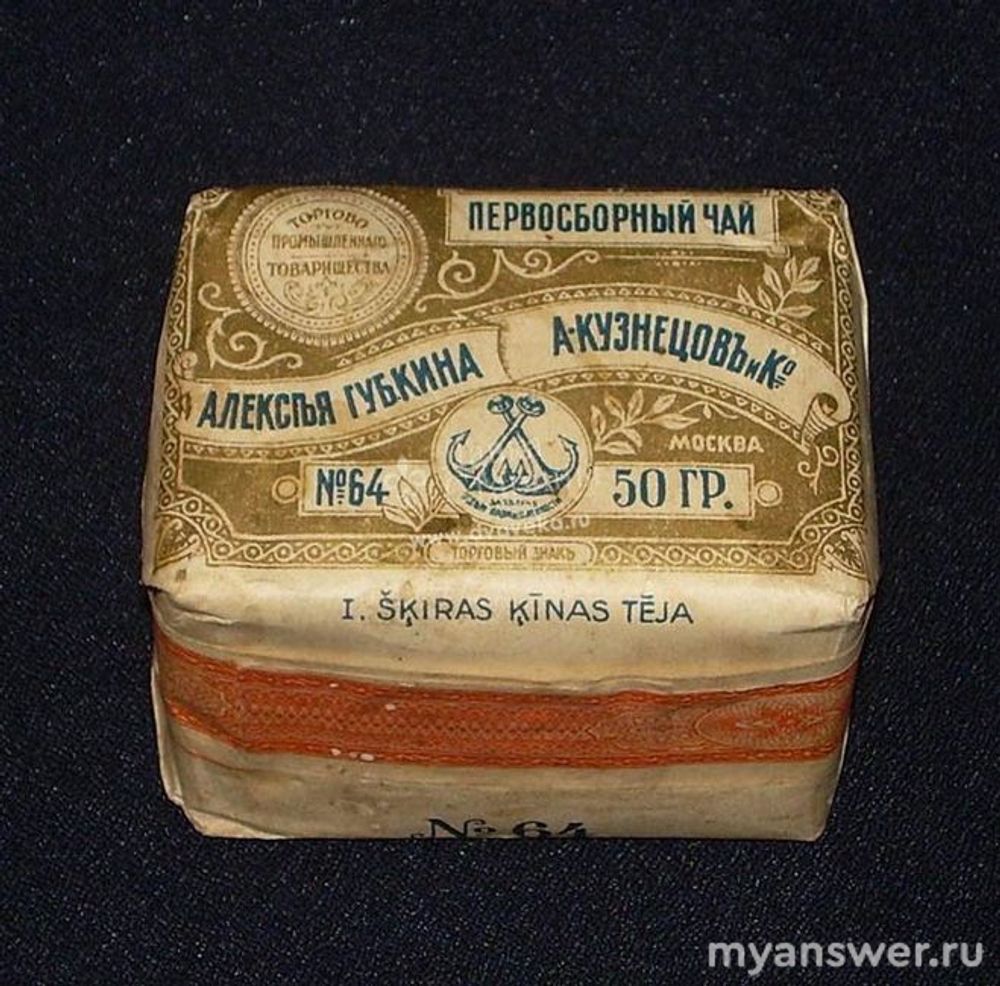 ТОРГОВО
ПРОМЫШЛЕННАГО
ТОВАРИЩЕСТВА
ПЕРВОСБОРНЫЙ ЧАЙ
АЛЕКСѢЯ ГУБКИНА
А·КУЗНЕЦОВЪ и Кº
МОСКВА
№64
50 ГР.
ТОРГОВЫЙ ЗНАКЪ
I. ŠĶIRAS ĶĪNAS TĒJA
№ 64
myanswer.ru